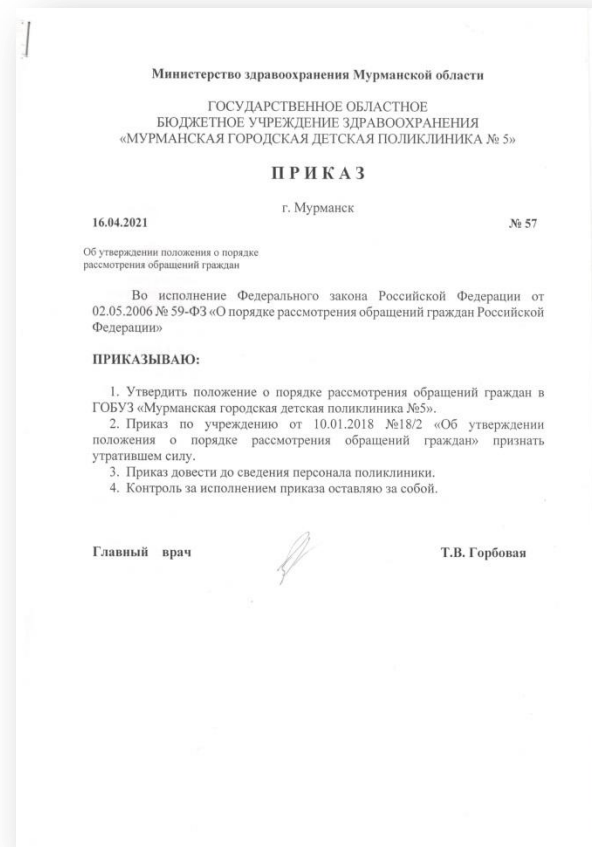 Министерство здравоохранения Мурманской области
ГОСУДАРСТВЕННОЕ ОБЛАСТНОЕ
БЮДЖЕТНОЕ УЧРЕЖДЕНИЕ ЗДРАВООХРАНЕНИЯ
«МУРМАНСКАЯ ГОРОДСКАЯ ДЕТСКАЯ ПОЛИКЛИНИКА № 5»
П Р И К А З
г. Мурманск
16.04.2021 № 57
Об утверждении положения о порядке
рассмотрения обращений граждан
Во исполнение Федерального закона Российской Федерации от
02.05.2006 № 59-ФЗ «О порядке рассмотрения обращений граждан Российской
Федерации»
ПРИКАЗЫВАЮ:
1. Утвердить положение о порядке рассмотрения обращений граждан в
ГОБУЗ «Мурманская городская детская поликлиника №5».
2. Приказ по учреждению от 10.01.2018 №18/2 «Об утверждении
положения о порядке рассмотрения обращений граждан» признать
утратившем силу.
3. Приказ довести до сведения персонала поликлиники.
4. Контроль за исполнением приказа оставляю за собой.
Главный врач Т.В. Горбовая